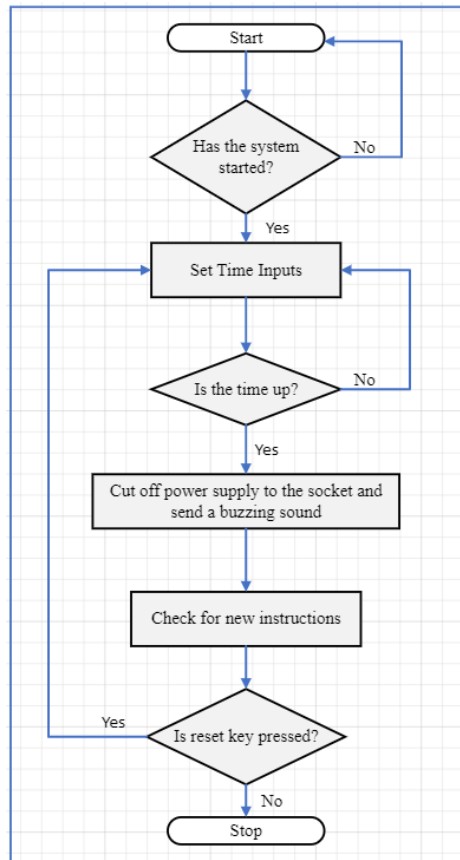 Start
Has the system
started?
No
Yes
Set Time Inputs
Is the time up?
No
Yes
Cut off power supply to the socket and
send a buzzing sound
Check for new instructions
Yes
Is reset key pressed?
No
Stop